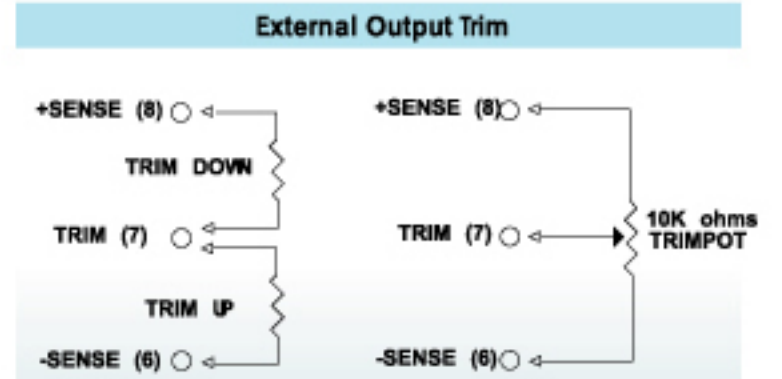 External Output Trim
+SENSE (8)
TRIM DOWN
TRIM (7)
TRIM UP
-SENSE (6)
+SENSE (8)
TRIM (7)
10K ohms
TRIMPOT
-SENSE (6)